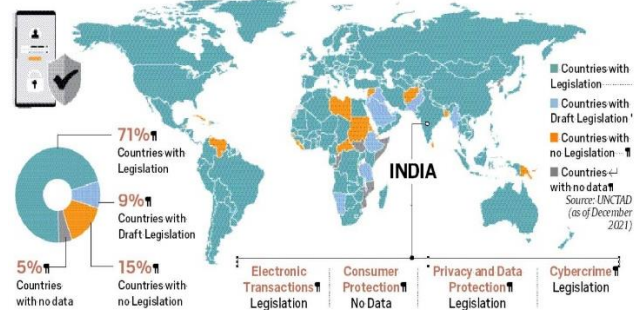 Countries with
Legislation
Countries with
Draft Legislation '
Countries with
no Legislation ¶
Countries↵
with no data¶
Source: UNCTAD
(as of December
2021)
71%¶
Countries with
Legislation
9%¶
Countries with
Draft Legislation
15%¶
Countries with
no Legislation
5%¶
Countries
with no data
INDIA
Electronic
Transactions¶
Legislation
Consumer
Protection¶
No Data
Privacy and Data
Protection¶
Legislation
Cybercrime¶
Legislation